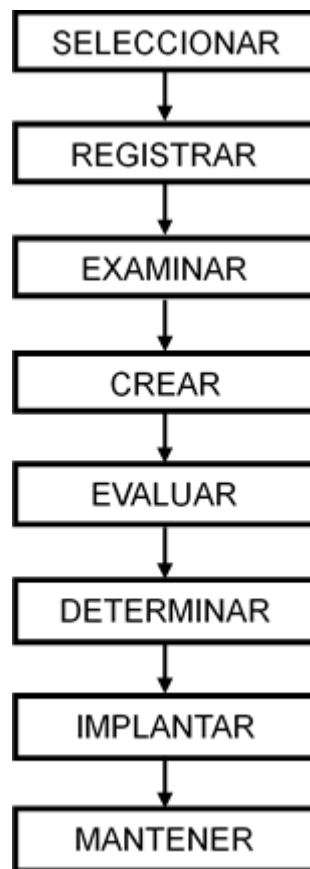 SELECCIONAR
REGISTRAR
EXAMINAR
CREAR
EVALUAR
DETERMINAR
IMPLANTAR
MANTENER